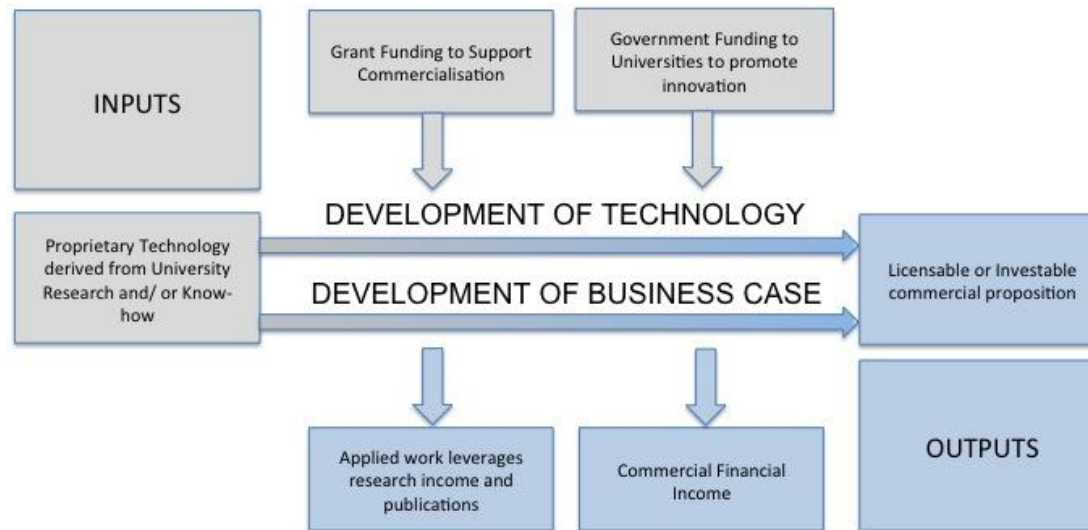 Grant Funding to Support
Commercialisation
Government Funding to
Universities to promote
innovation
INPUTS
DEVELOPMENT OF TECHNOLOGY
Proprietary Technology
derived from University
Research and/ or Know-
how
Licensable or Investable
commercial proposition
DEVELOPMENT OF BUSINESS CASE
Applied work leverages
research income and
publications
Commercial Financial
Income
OUTPUTS